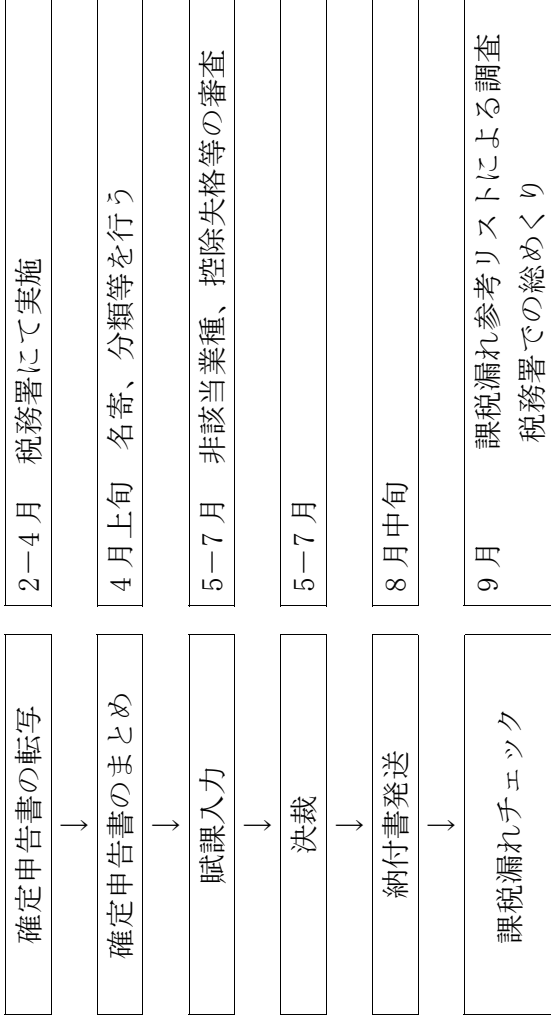 確定申告書の転写
2－4 月　税務署にて実施
↓
確定申告書のまとめ
4 月上旬　名寄、分類等を行う
↓
賦課入力
5－7 月　非該当業種、控除失格等の審査
↓
決裁
5－7 月
↓
納付書発送
8 月中旬
↓
課税漏れチェック
9 月　課税漏れ参考リストによる調査
税務署での総めくり